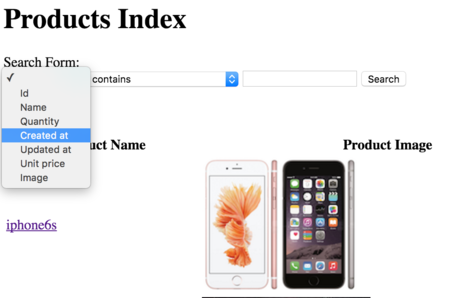 Products Index
Search Form:
✓
contains
Search
Id
Name
Quantity
Created at
Updated at
Unit price
Image
uct Name
Product Image
iphone6s